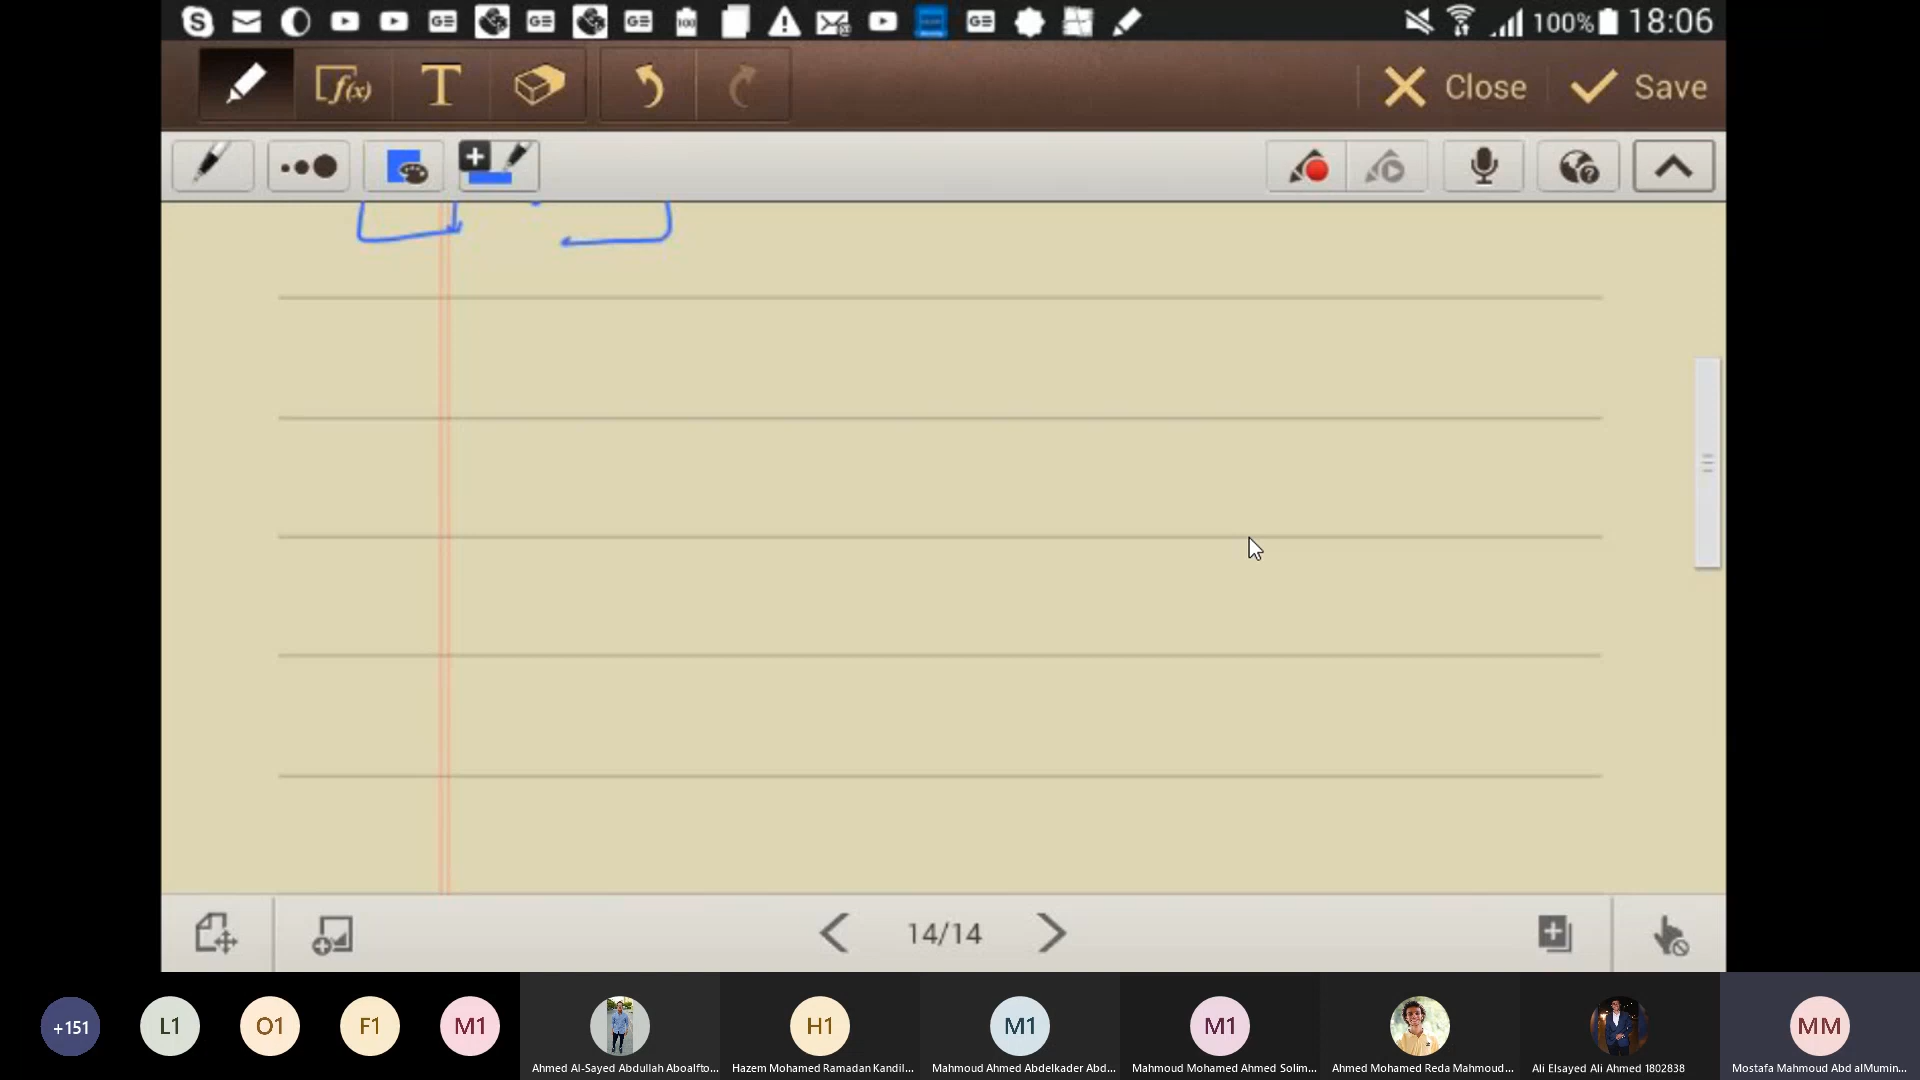 100% 18:06
f(x) T Close Save
14/14
+151 L1 O1 F1 M1 H1 M1 M1 MM
Ahmed Al-Sayed Abdullah Aboalfto... Hazem Mohamed Ramadan Kandil... Mahmoud Ahmed Abdelkader Abd... Mahmoud Mohamed Ahmed Solim... Ahmed Mohamed Reda Mahmoud... Ali Elsayed Ali Ahmed 1802838 Mostafa Mahmoud Abd alMumin...